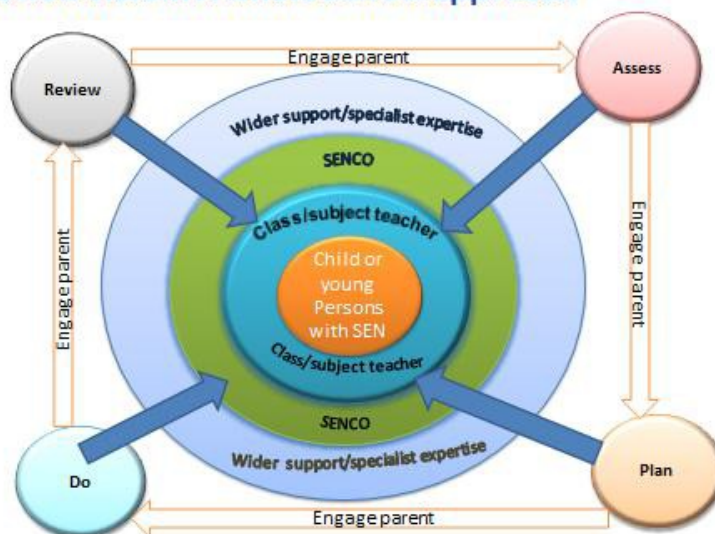 Engage parent
Review
Assess
Wider support/specialist expertise
SENCO
Class/subject teacher
Child or
young
Persons
with SEN
Engage parent
Engage parent
Class/subject teacher
SENCO
Wider support/specialist expertise
Do
Plan
Engage parent